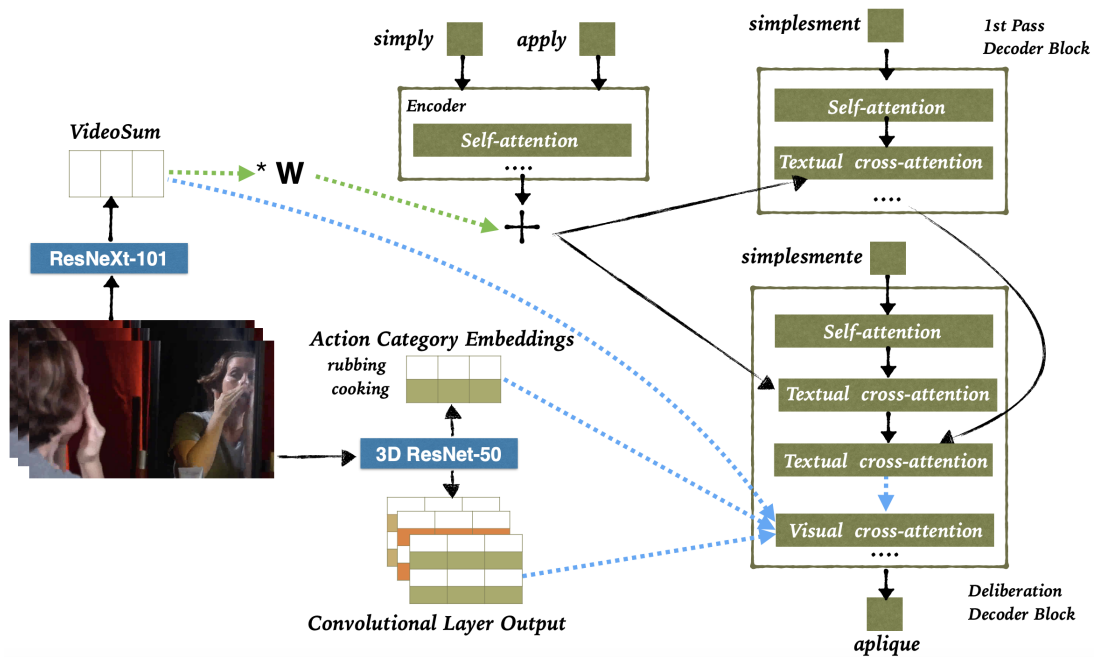 simply
apply
simplesment
1st Pass
Decoder Block
Encoder
Self-attention
....
VideoSum
* W
Self-attention
Textual cross-attention
....
ResNeXt-101
simplesmente
Self-attention
Action Category Embeddings
rubbing
cooking
Textual cross-attention
3D ResNet-50
Textual cross-attention
Visual cross-attention
....
Convolutional Layer Output
Deliberation
Decoder Block
aplique